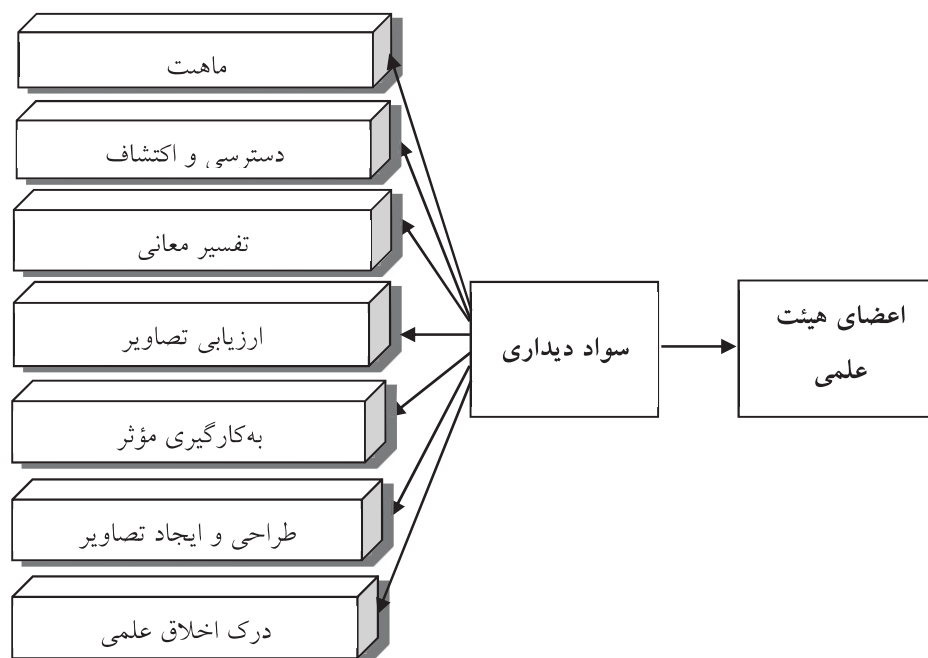 ماهیت
دسترسی و اکتشاف
تفسیر معانی
ارزیابی تصاویر
به‌کارگیری مؤثر
طراحی و ایجاد تصاویر
درک اخلاق علمی
سواد دیداری
اعضای هیئت
علمی